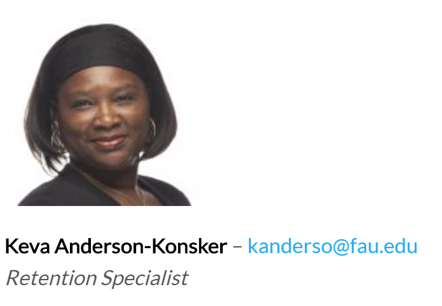 Keva Anderson-Konsker – kanderso@fau.edu
Retention Specialist